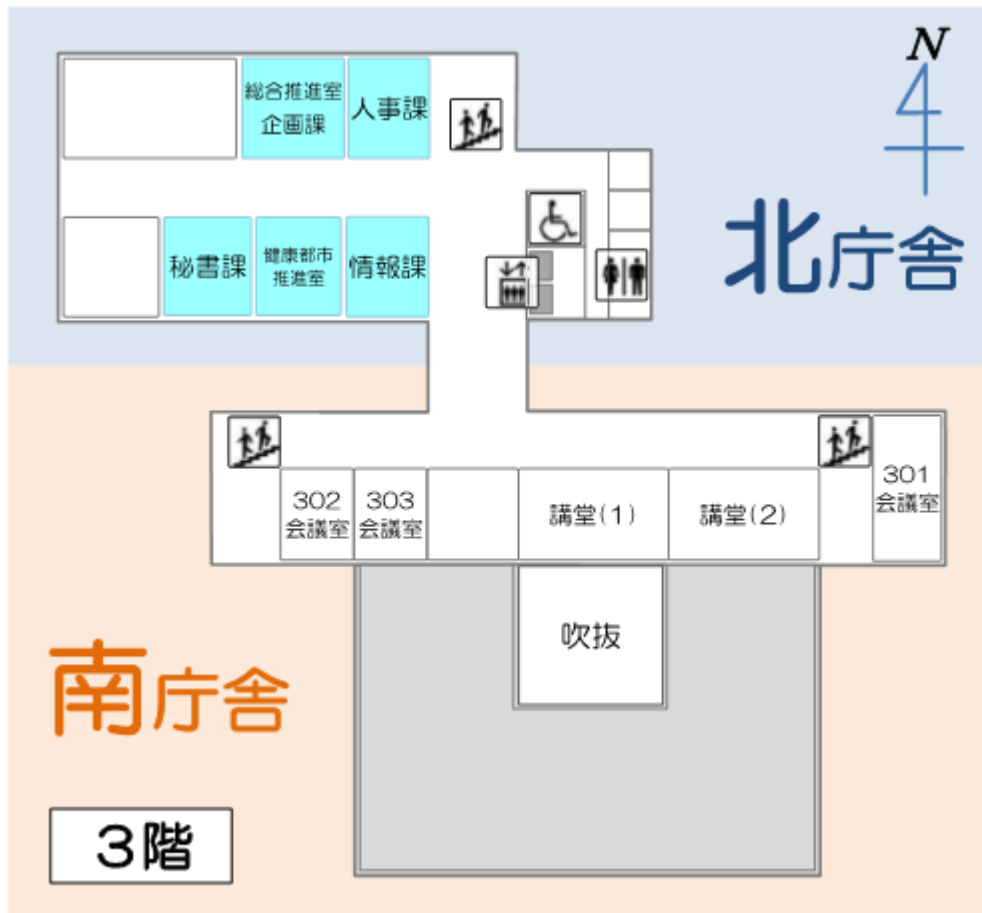 N
総合推進室
企画課
人事課
秘書課
健康都市
推進室
情報課
北庁舎
302
会議室
303
会議室
講堂(1)
講堂(2)
301
会議室
吹抜
南庁舎
3階